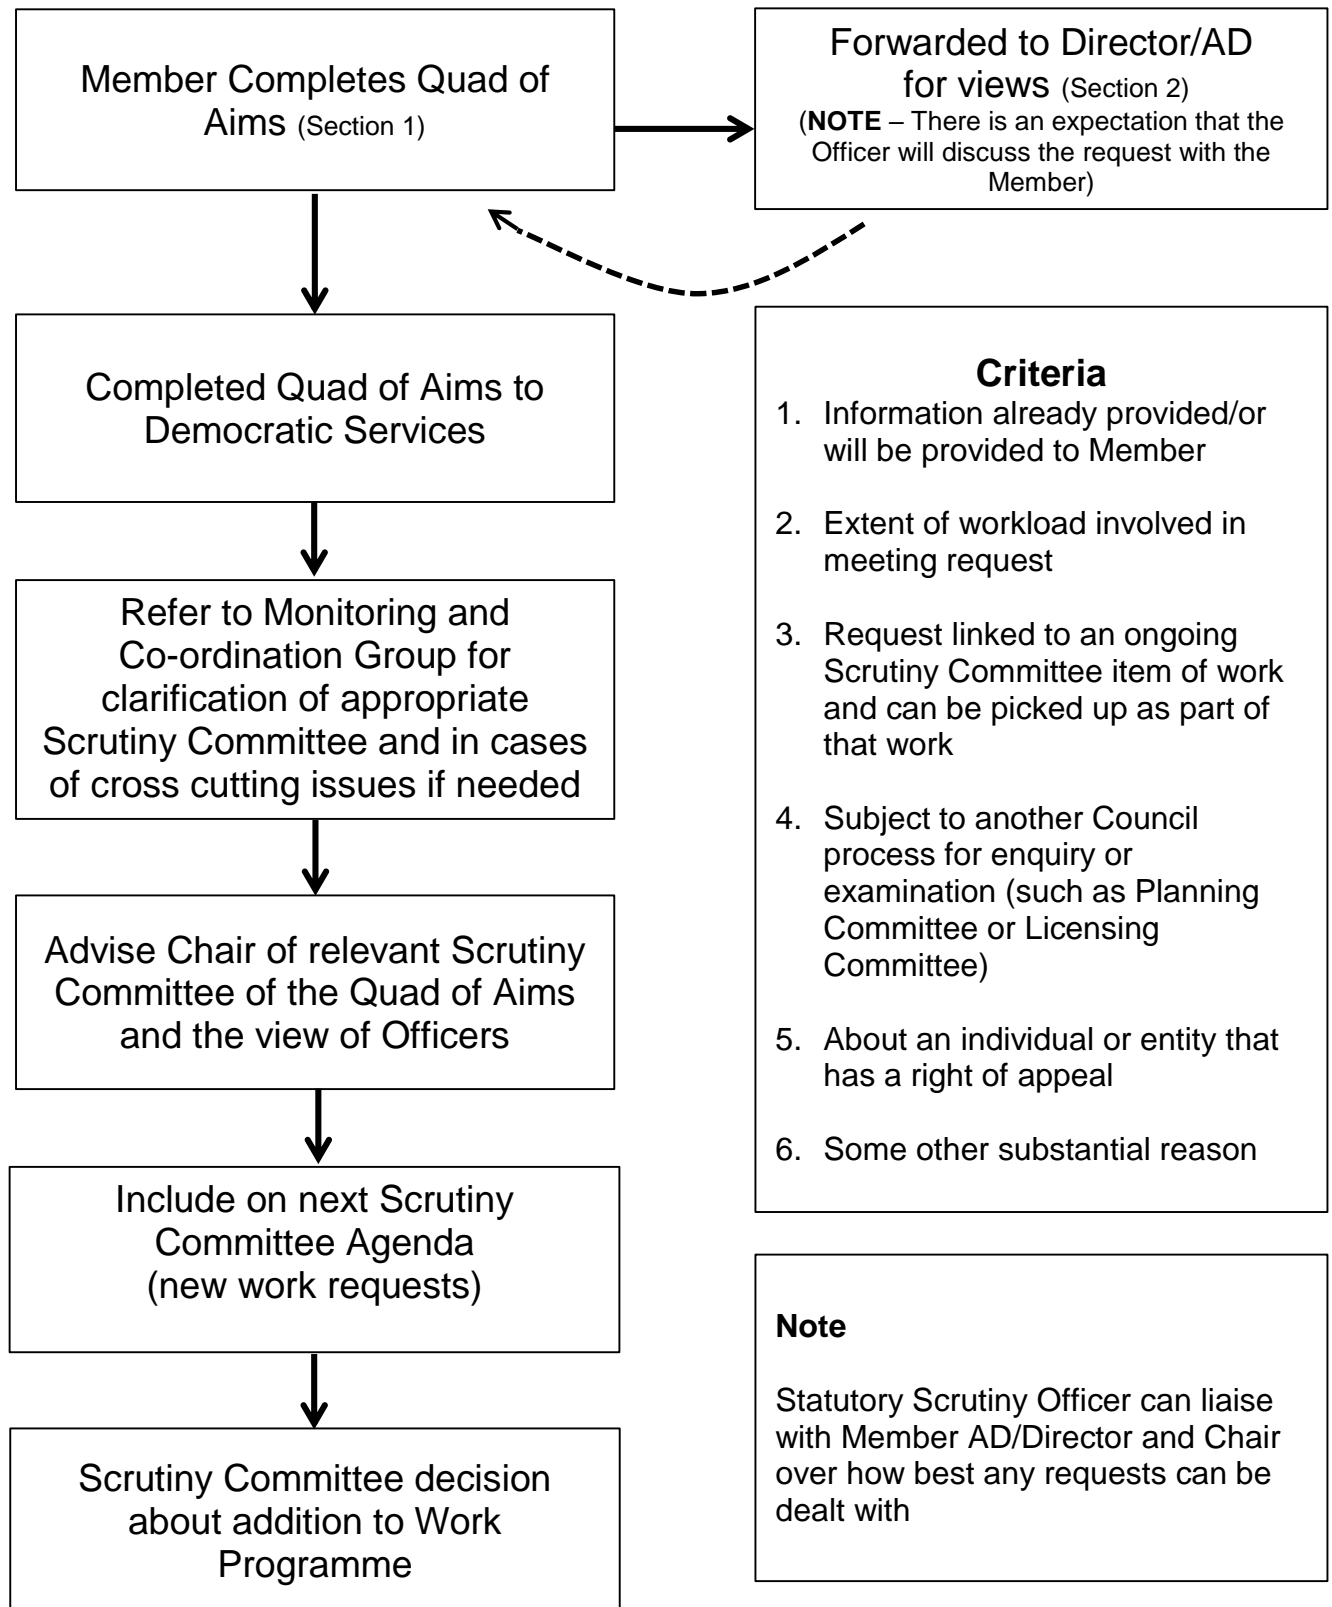 Member Completes Quad of
Aims (Section 1)
Forwarded to Director/AD
for views (Section 2)
(NOTE – There is an expectation that the
Officer will discuss the request with the
Member)
Completed Quad of Aims to
Democratic Services
Refer to Monitoring and
Co-ordination Group for
clarification of appropriate
Scrutiny Committee and in cases
of cross cutting issues if needed
Advise Chair of relevant Scrutiny
Committee of the Quad of Aims
and the view of Officers
Include on next Scrutiny
Committee Agenda
(new work requests)
Scrutiny Committee decision
about addition to Work
Programme
Criteria
1. Information already provided/or
will be provided to Member
2. Extent of workload involved in
meeting request
3. Request linked to an ongoing
Scrutiny Committee item of work
and can be picked up as part of
that work
4. Subject to another Council
process for enquiry or
examination (such as Planning
Committee or Licensing
Committee)
5. About an individual or entity that
has a right of appeal
6. Some other substantial reason
Note
Statutory Scrutiny Officer can liaise
with Member AD/Director and Chair
over how best any requests can be
dealt with